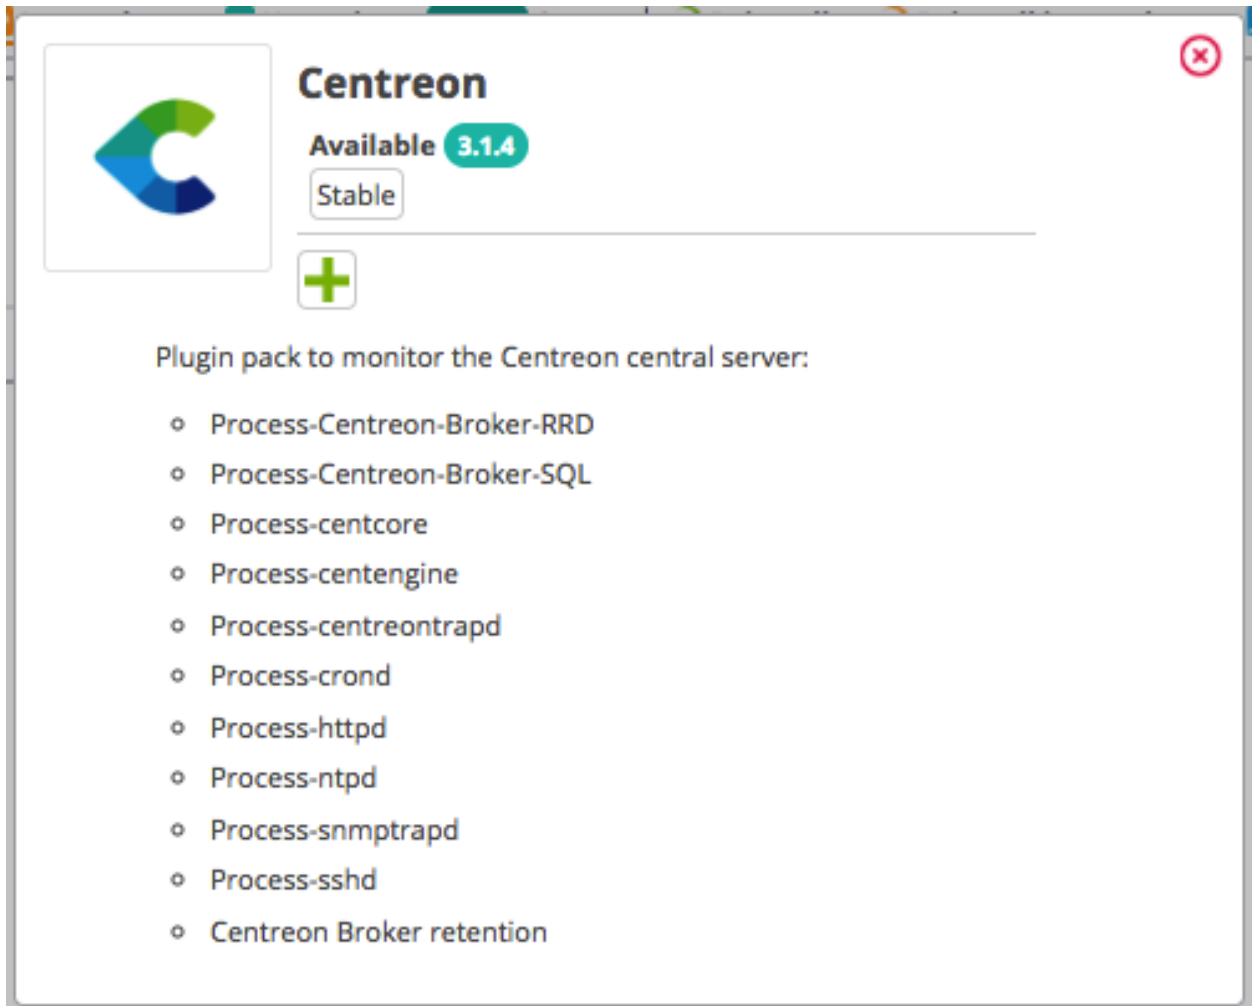 Centreon
Available 3.1.4
Stable
Plugin pack to monitor the Centreon central server:
Process-Centreon-Broker-RRD
Process-Centreon-Broker-SQL
Process-centcore
Process-centengine
Process-centreontrapd
Process-crond
Process-httpd
Process-ntpd
Process-snmptrapd
Process-sshd
Centreon Broker retention